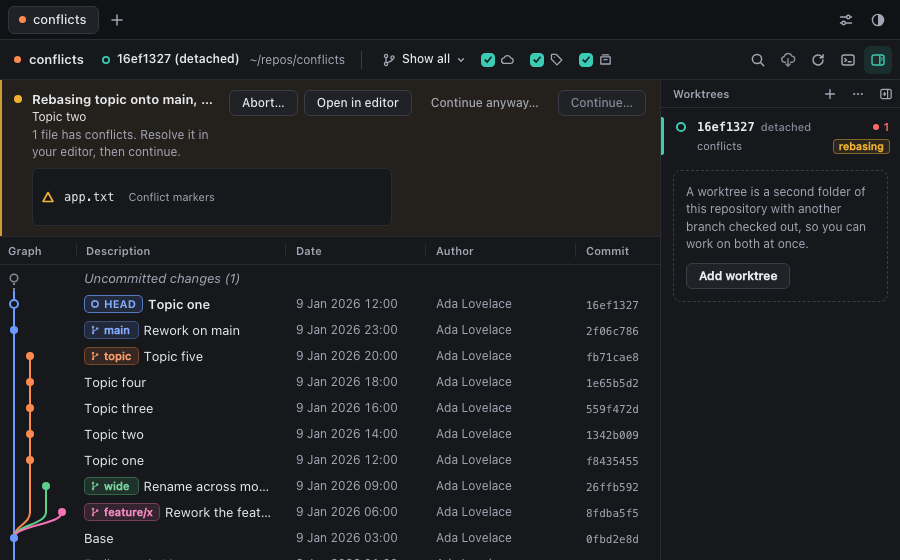 conflicts
conflicts 16ef1327 (detached) ~/repos/conflicts Show all
Rebasing topic onto main, ... Abort... Open in editor Continue anyway... Continue...
Topic two
1 file has conflicts. Resolve it in
your editor, then continue.
app.txt Conflict markers
Graph Description Date Author Commit
Uncommitted changes (1)
HEAD Topic one 9 Jan 2026 12:00 Ada Lovelace 16ef1327
main Rework on main 9 Jan 2026 23:00 Ada Lovelace 2f06c786
topic Topic five 9 Jan 2026 20:00 Ada Lovelace fb71cae8
Topic four 9 Jan 2026 18:00 Ada Lovelace 1e65b5d2
Topic three 9 Jan 2026 16:00 Ada Lovelace 559f472d
Topic two 9 Jan 2026 14:00 Ada Lovelace 1342b009
Topic one 9 Jan 2026 12:00 Ada Lovelace f8435455
wide Rename across mo... 9 Jan 2026 09:00 Ada Lovelace 26ffb592
feature/x Rework the feat... 9 Jan 2026 06:00 Ada Lovelace 8fdba5f5
Base 9 Jan 2026 03:00 Ada Lovelace 0fbd2e8d
Worktrees
16ef1327 detached 1
conflicts rebasing
A worktree is a second folder of
this repository with another
branch checked out, so you can
work on both at once.
Add worktree